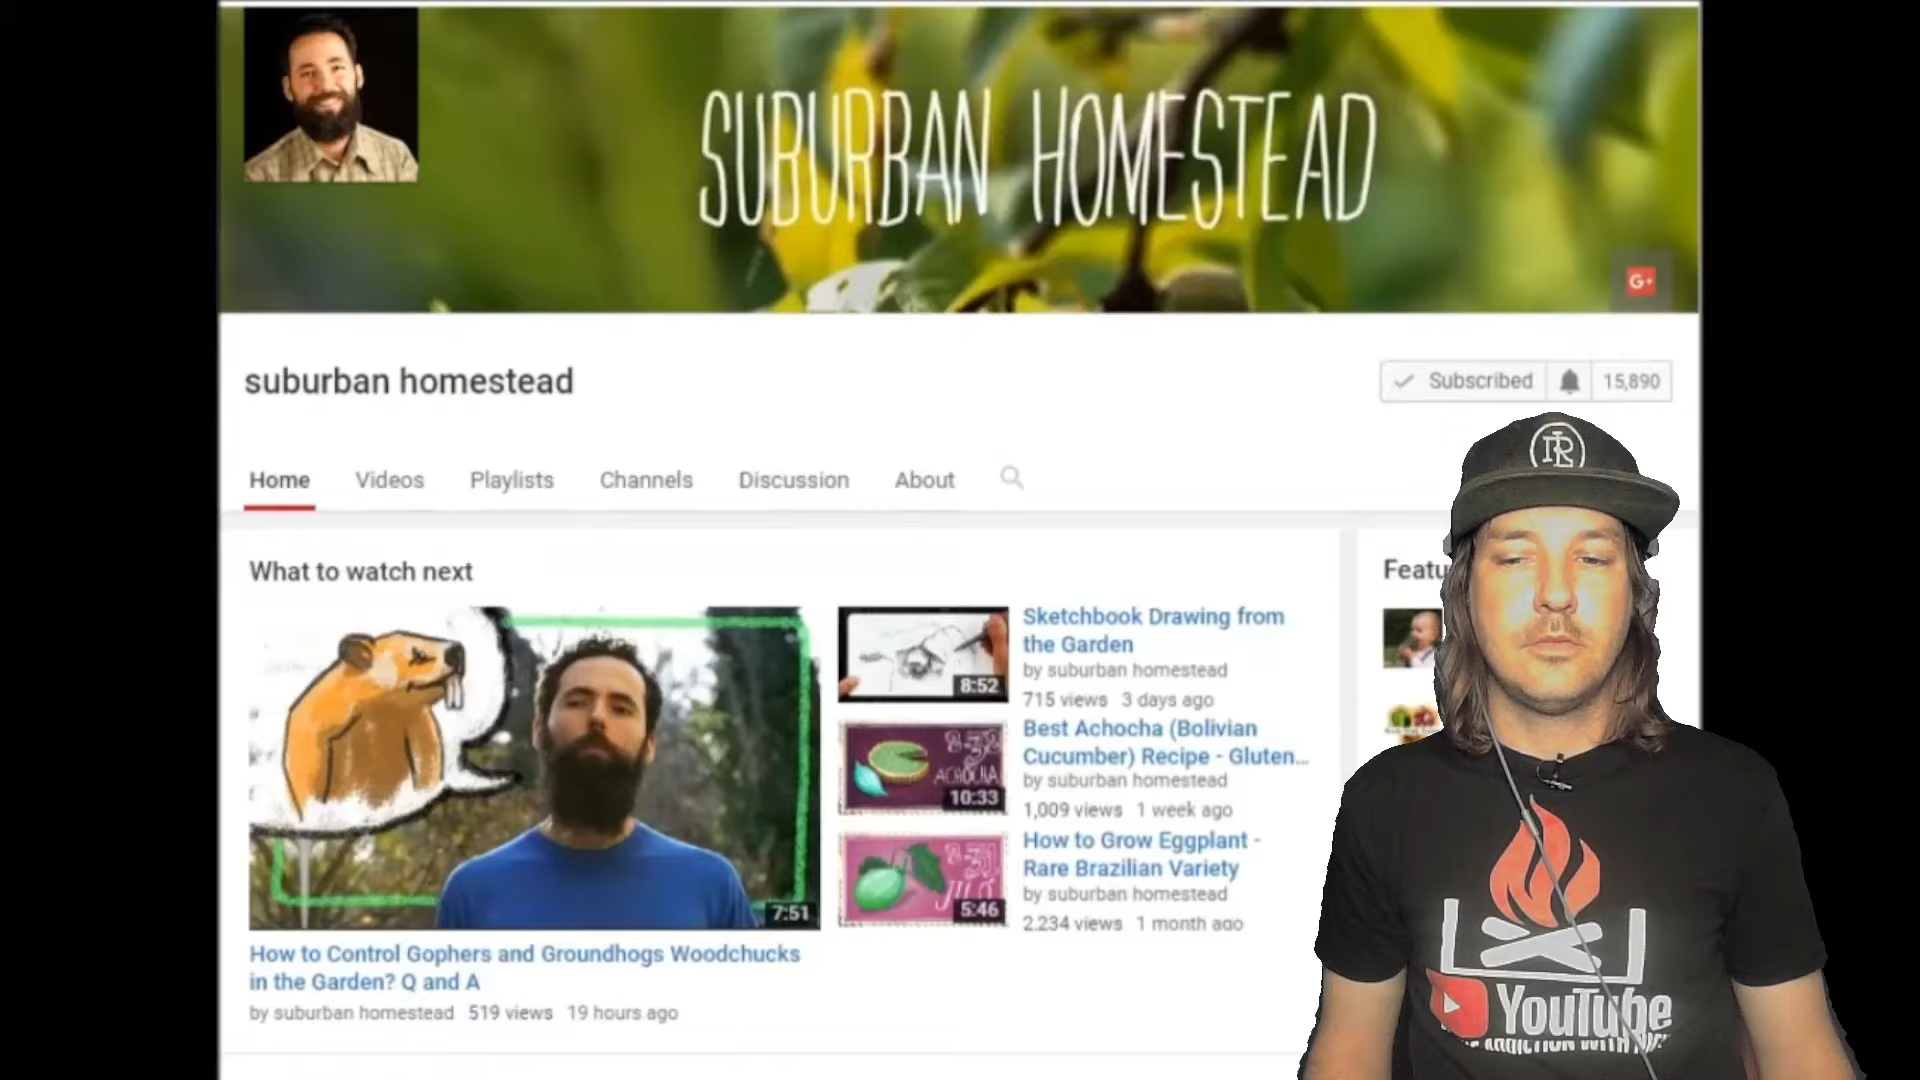 SUBURBAN HOMESTEAD
G+
suburban homestead
Subscribed
15,890
Home
Videos
Playlists
Channels
Discussion
About
What to watch next
7:51
How to Control Gophers and Groundhogs Woodchucks
in the Garden? Q and A
by suburban homestead 519 views 19 hours ago
8:52
Sketchbook Drawing from
the Garden
by suburban homestead
715 views 3 days ago
ACHOCHA
10:33
Best Achocha (Bolivian
Cucumber) Recipe - Gluten...
by suburban homestead
1,009 views 1 week ago
5:46
How to Grow Eggplant -
Rare Brazilian Variety
by suburban homestead
2,234 views 1 month ago
Featu
YouTube